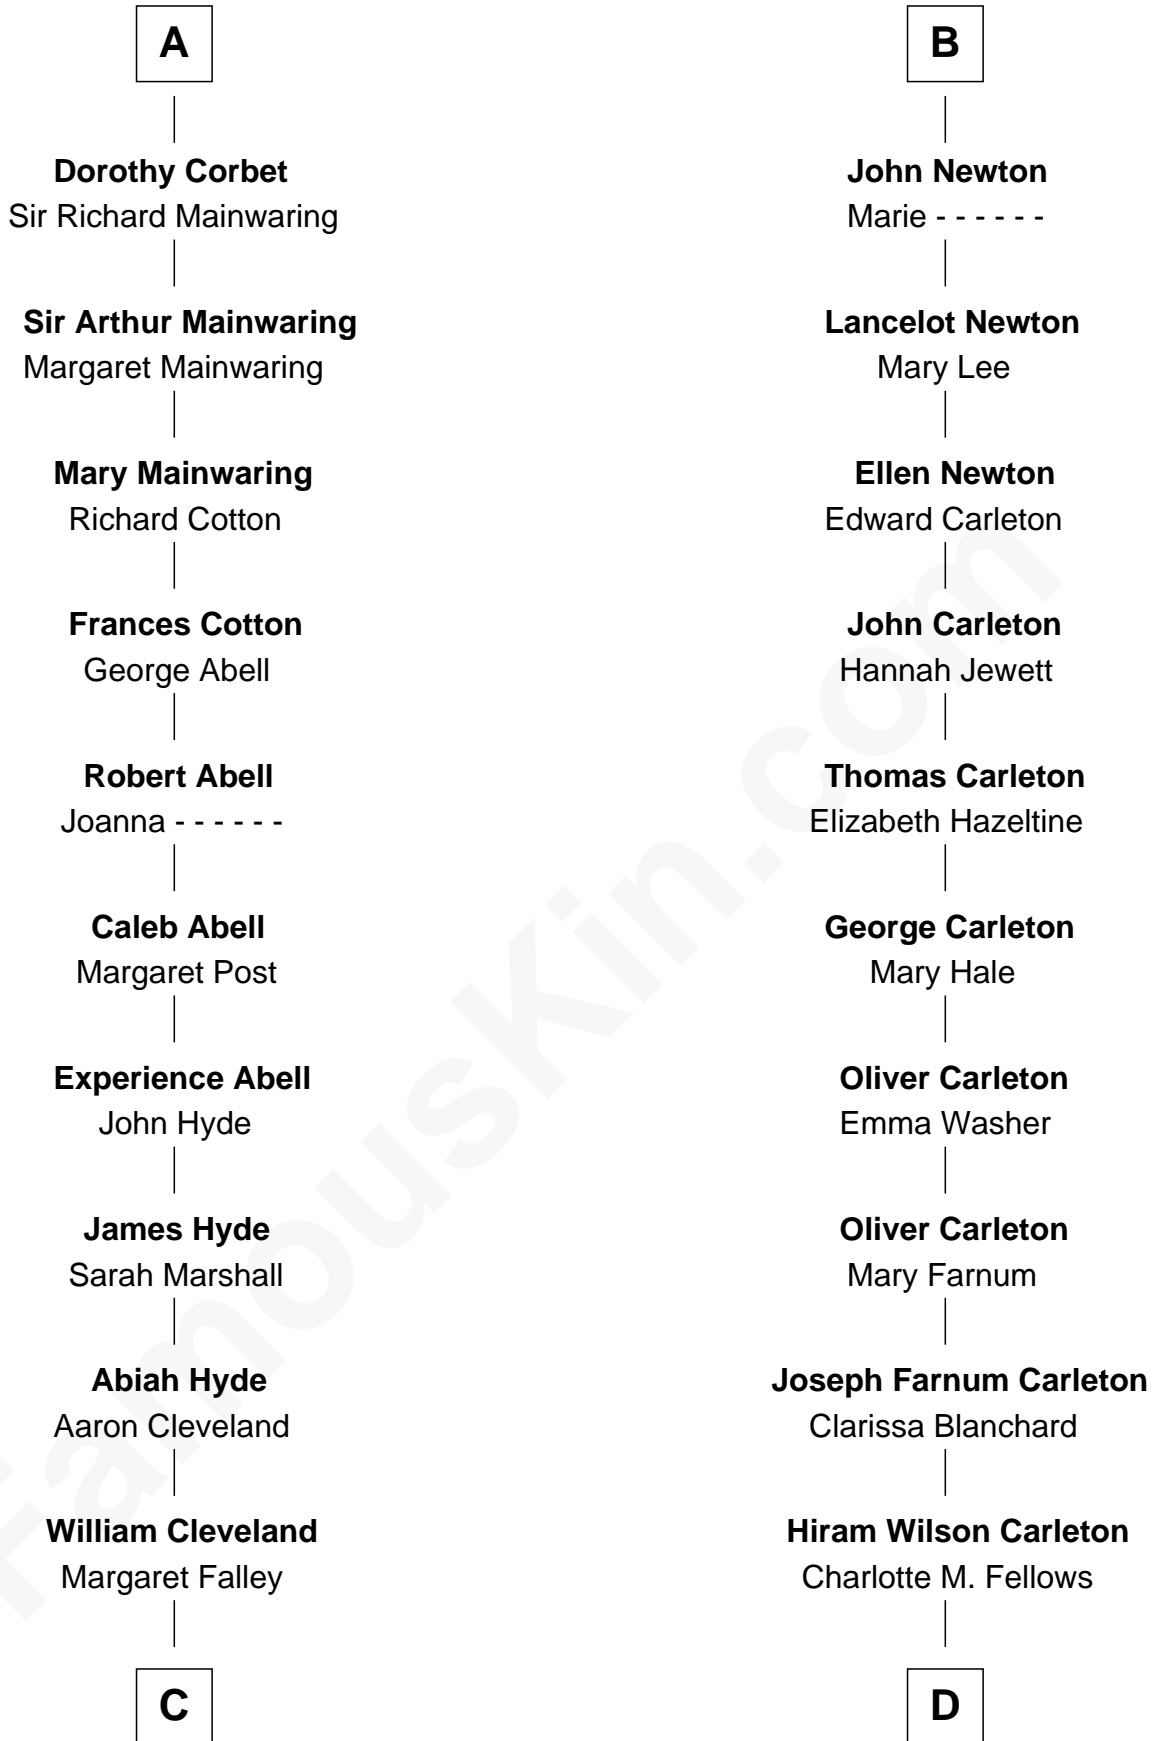 A
Dorothy Corbet
Sir Richard Mainwaring
Sir Arthur Mainwaring
Margaret Mainwaring
Mary Mainwaring
Richard Cotton
Frances Cotton
George Abell
Robert Abell
Joanna - - - - - -
Caleb Abell
Margaret Post
Experience Abell
John Hyde
James Hyde
Sarah Marshall
Abiah Hyde
Aaron Cleveland
William Cleveland
Margaret Falley
C
B
John Newton
Marie - - - - - -
Lancelot Newton
Mary Lee
Ellen Newton
Edward Carleton
John Carleton
Hannah Jewett
Thomas Carleton
Elizabeth Hazeltine
George Carleton
Mary Hale
Oliver Carleton
Emma Washer
Oliver Carleton
Mary Farnum
Joseph Farnum Carleton
Clarissa Blanchard
Hiram Wilson Carleton
Charlotte M. Fellows
D
FamousKin.com